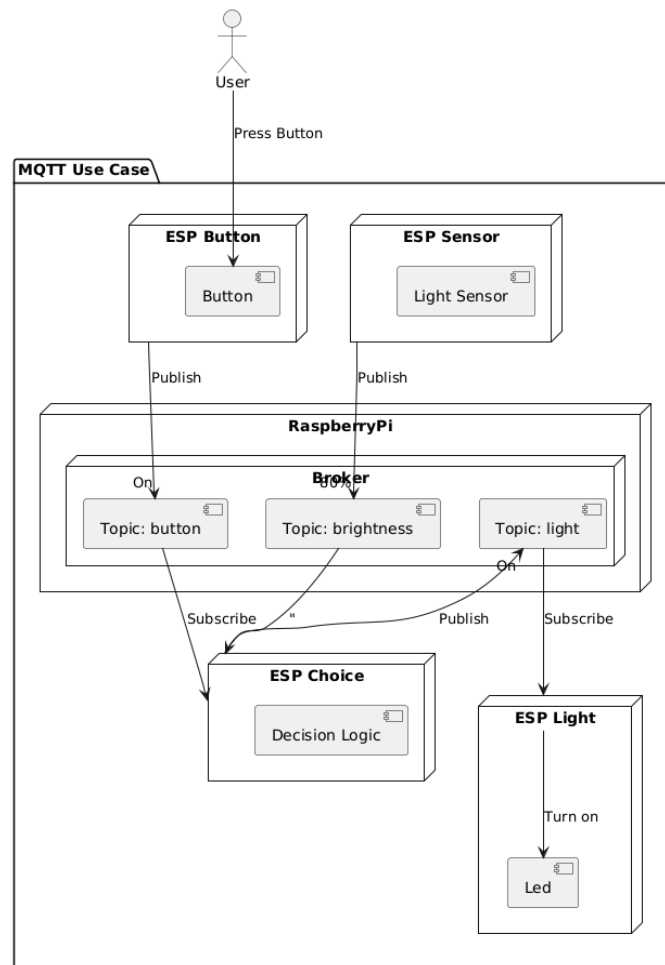 User
Press Button
MQTT Use Case
ESP Button
ESP Sensor
Button
Light Sensor
Publish
Publish
RaspberryPi
Broker
On
80%
Topic: button
Topic: brightness
Topic: light
On
Subscribe
"
Publish
Subscribe
ESP Choice
Decision Logic
ESP Light
Turn on
Led